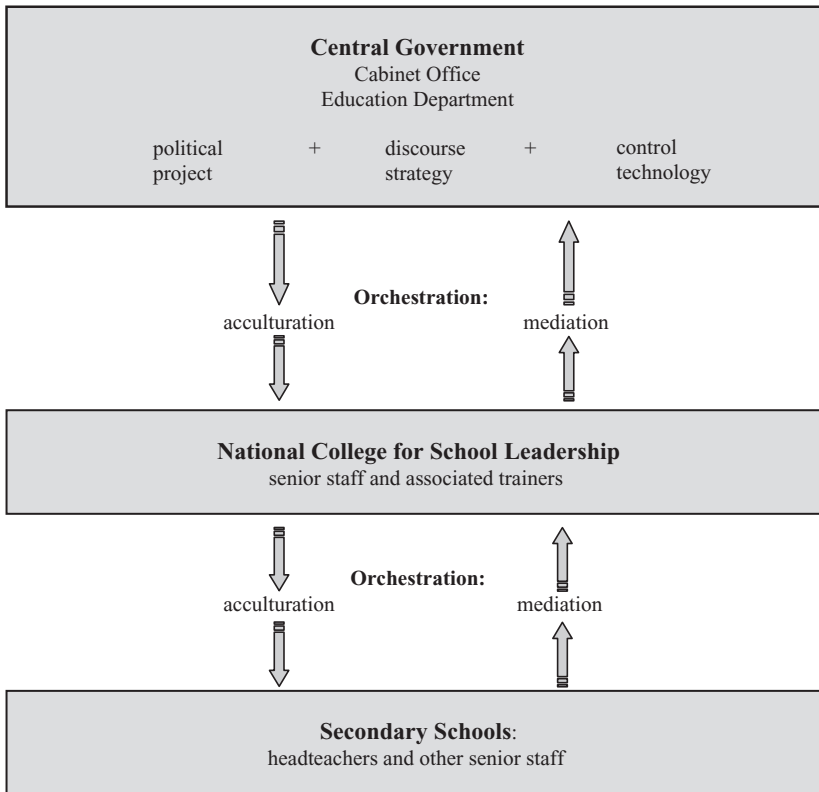 Central Government
Cabinet Office
Education Department
political + discourse + control
project strategy technology
Orchestration:
acculturation mediation
National College for School Leadership
senior staff and associated trainers
Orchestration:
acculturation mediation
Secondary Schools:
headteachers and other senior staff